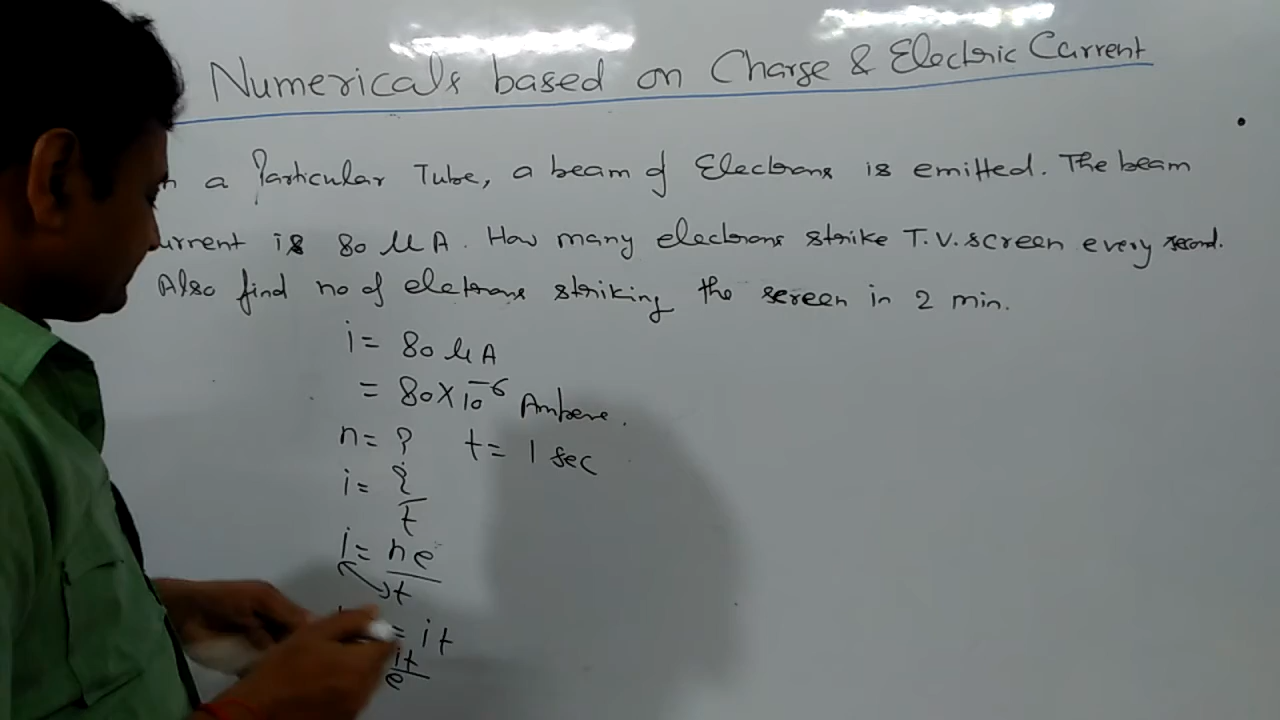 Numericals based on Charge & Electric Current
a Particular Tube, a beam of Electrons is emitted. The beam
urrent is 80 μA. How many electrons strike T.V. screen every second.
Also find no of eletrons striking the screen in 2 min.
i = 80 μA
= 80 × 10⁻⁶ Ampere.
n = ? t = 1 sec
i = q/t
i = ne/t
= it
it/e